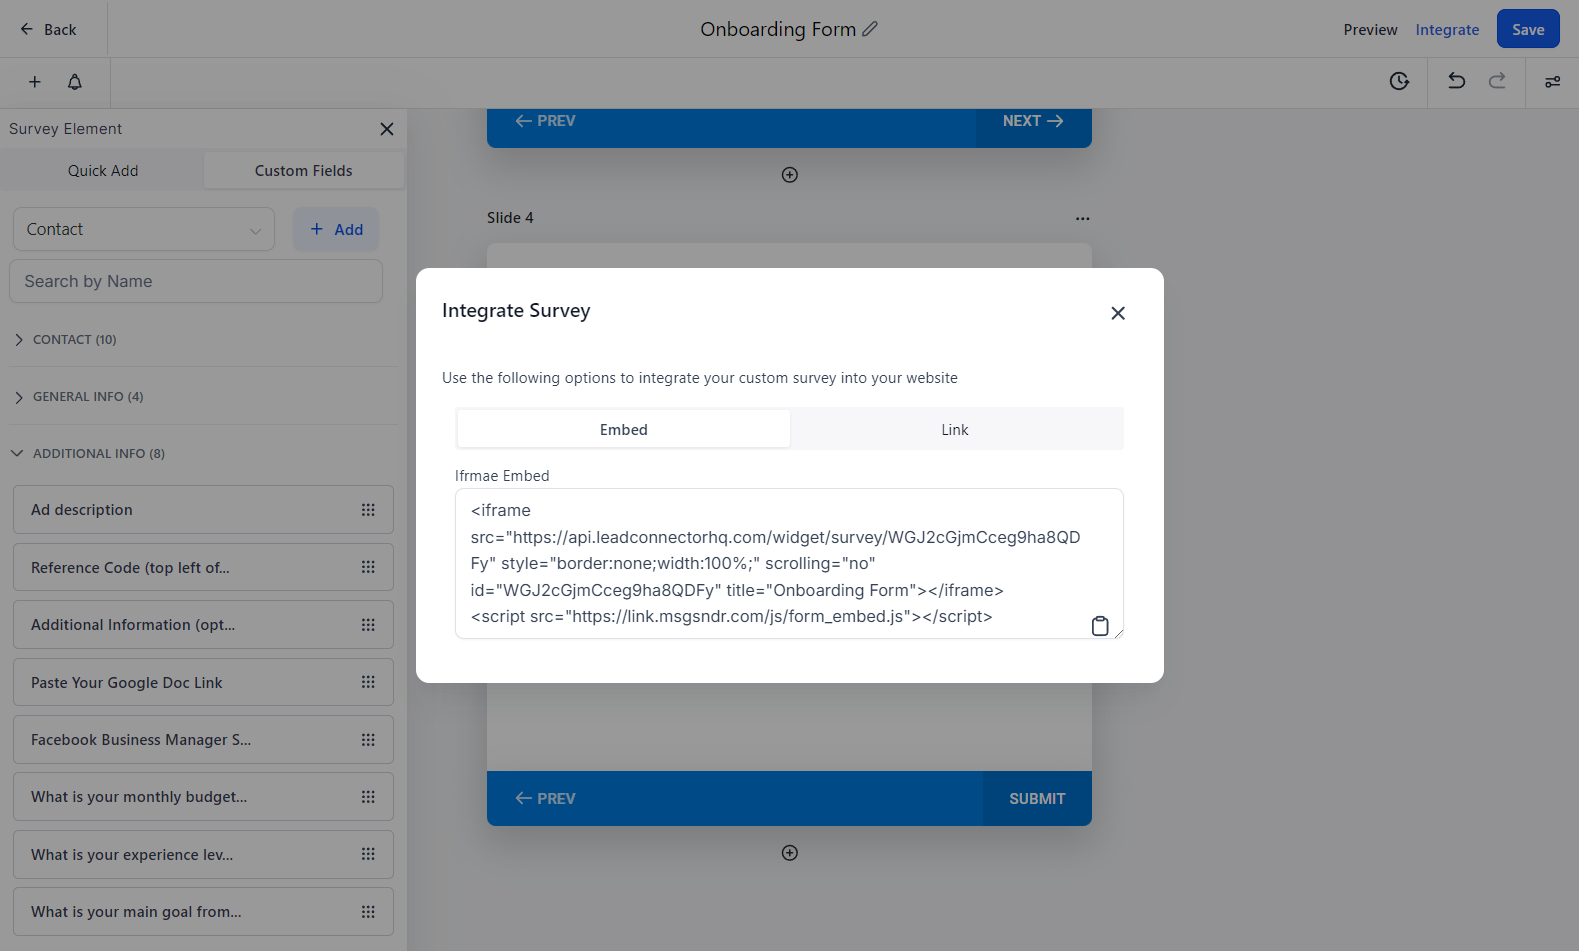 Back
Onboarding Form
Preview
Integrate
Save
Survey Element
Quick Add
Custom Fields
Contact
Add
Search by Name
CONTACT (10)
GENERAL INFO (4)
ADDITIONAL INFO (8)
Ad description
Reference Code (top left of...
Additional Information (opt...
Paste Your Google Doc Link
Facebook Business Manager S...
What is your monthly budget...
What is your experience lev...
What is your main goal from...
PREV
NEXT
Slide 4
Integrate Survey
Use the following options to integrate your custom survey into your website
Embed
Link
Ifrmae Embed
<iframe
src="https://api.leadconnectorhq.com/widget/survey/WGJ2cGjmCceg9ha8QD
Fy" style="border:none;width:100%;" scrolling="no"
id="WGJ2cGjmCceg9ha8QDFy" title="Onboarding Form"></iframe>
<script src="https://link.msgsndr.com/js/form_embed.js"></script>
PREV
SUBMIT